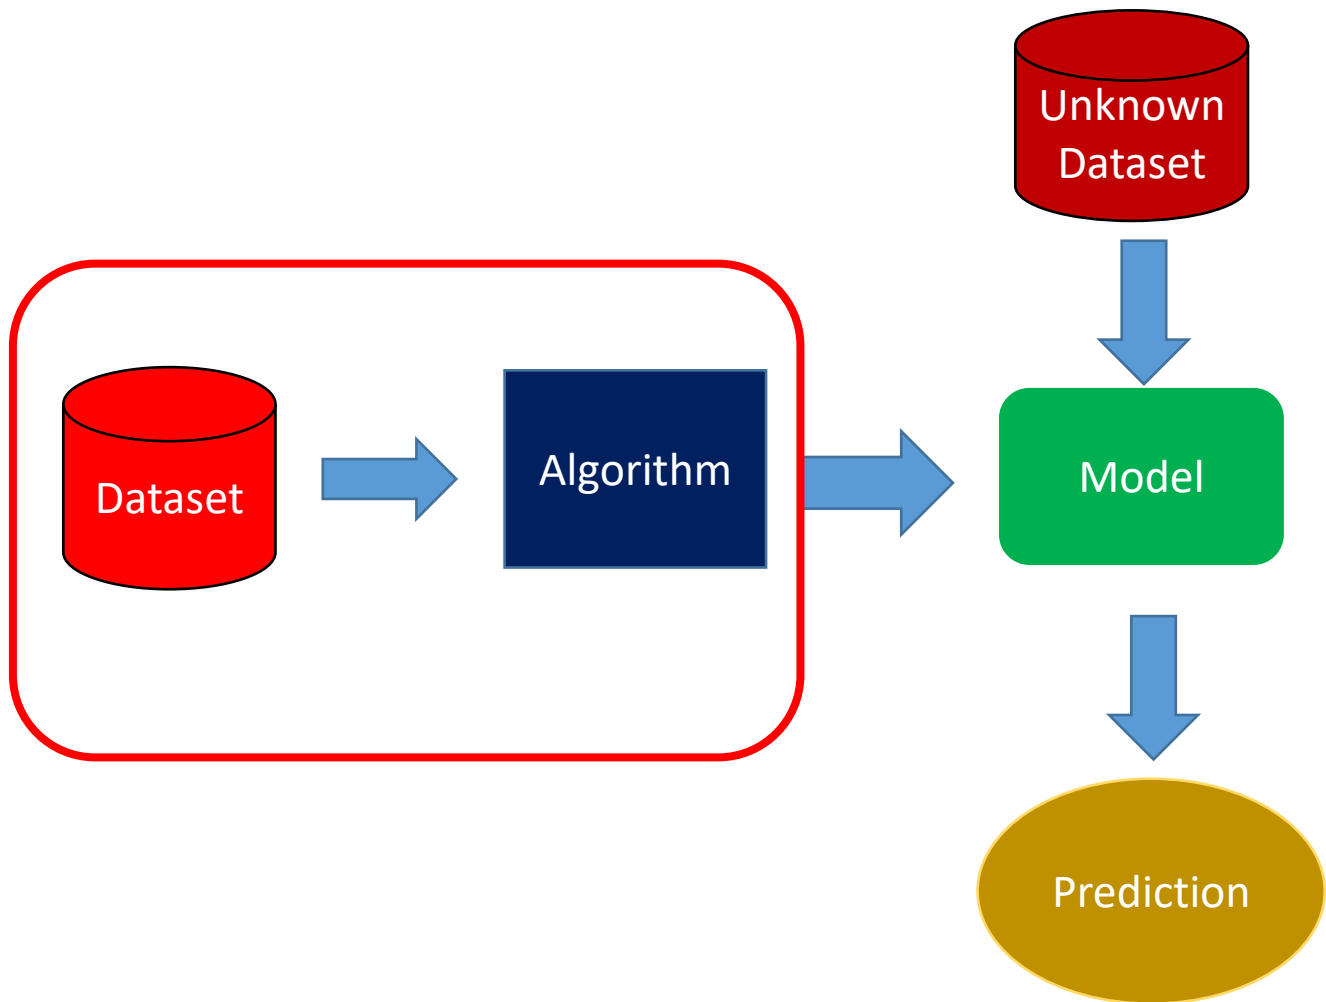 Unknown
Dataset
Dataset
Algorithm
Model
Prediction